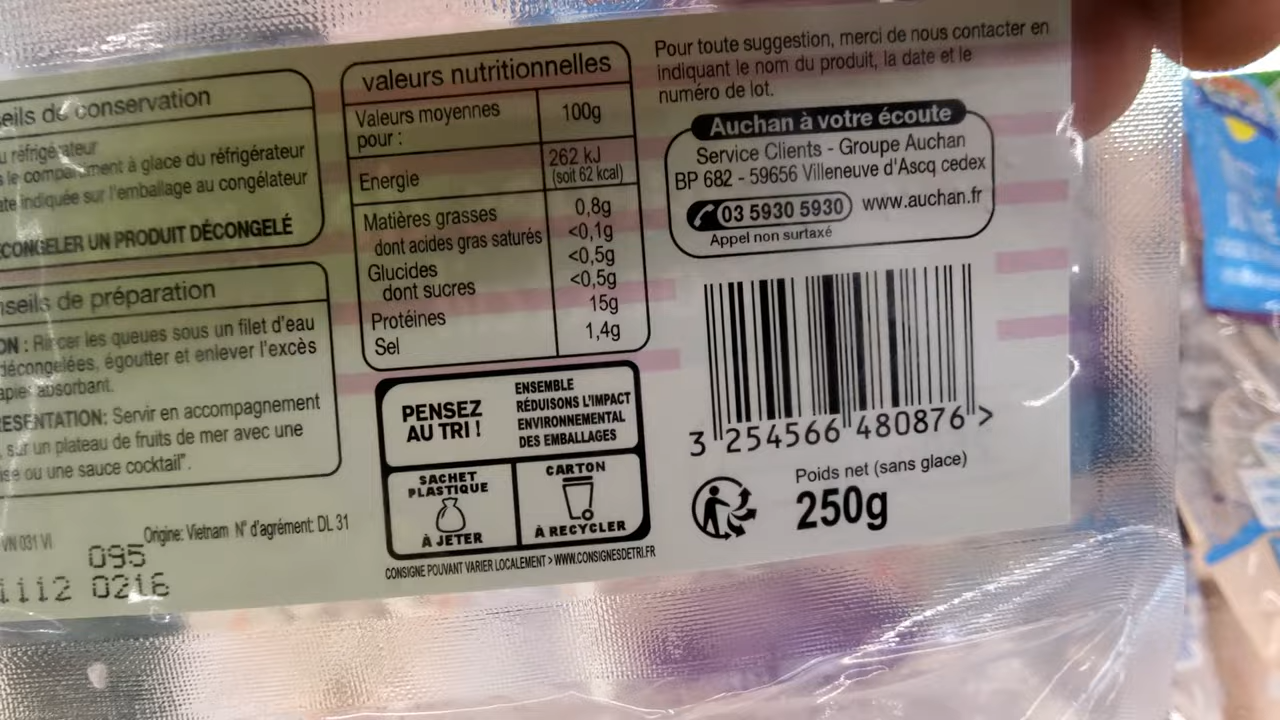 eils de conservation
u réfrigérateur
s le compartiment à glace du réfrigérateur
ate indiquée sur l'emballage au congélateur
CONGELER UN PRODUIT DÉCONGELÉ
nseils de préparation
ON : Rincer les queues sous un filet d'eau
décongelées, égoutter et enlever l'excès
apier absorbant.
ESENTATION: Servir en accompagnement
, sur un plateau de fruits de mer avec une
ise ou une sauce cocktail".
VN 031 VI
Origine: Vietnam N° d'agrément: DL 31
095
1112 0216
valeurs nutritionnelles
Valeurs moyennes pour : 100g
Energie 262 kJ
(soit 62 kcal)
Matières grasses 0,8g
dont acides gras saturés <0,1g
Glucides <0,5g
dont sucres <0,5g
Protéines 15g
Sel 1,4g
PENSEZ
AU TRI !
ENSEMBLE
RÉDUISONS L'IMPACT
ENVIRONNEMENTAL
DES EMBALLAGES
SACHET
PLASTIQUE
À JETER
CARTON
À RECYCLER
CONSIGNE POUVANT VARIER LOCALEMENT > WWW.CONSIGNESDETRI.FR
Pour toute suggestion, merci de nous contacter en
indiquant le nom du produit, la date et le
numéro de lot.
Auchan à votre écoute
Service Clients - Groupe Auchan
BP 682 - 59656 Villeneuve d'Ascq cedex
03 5930 5930 www.auchan.fr
Appel non surtaxé
3 254566 480876 >
Poids net (sans glace)
250g